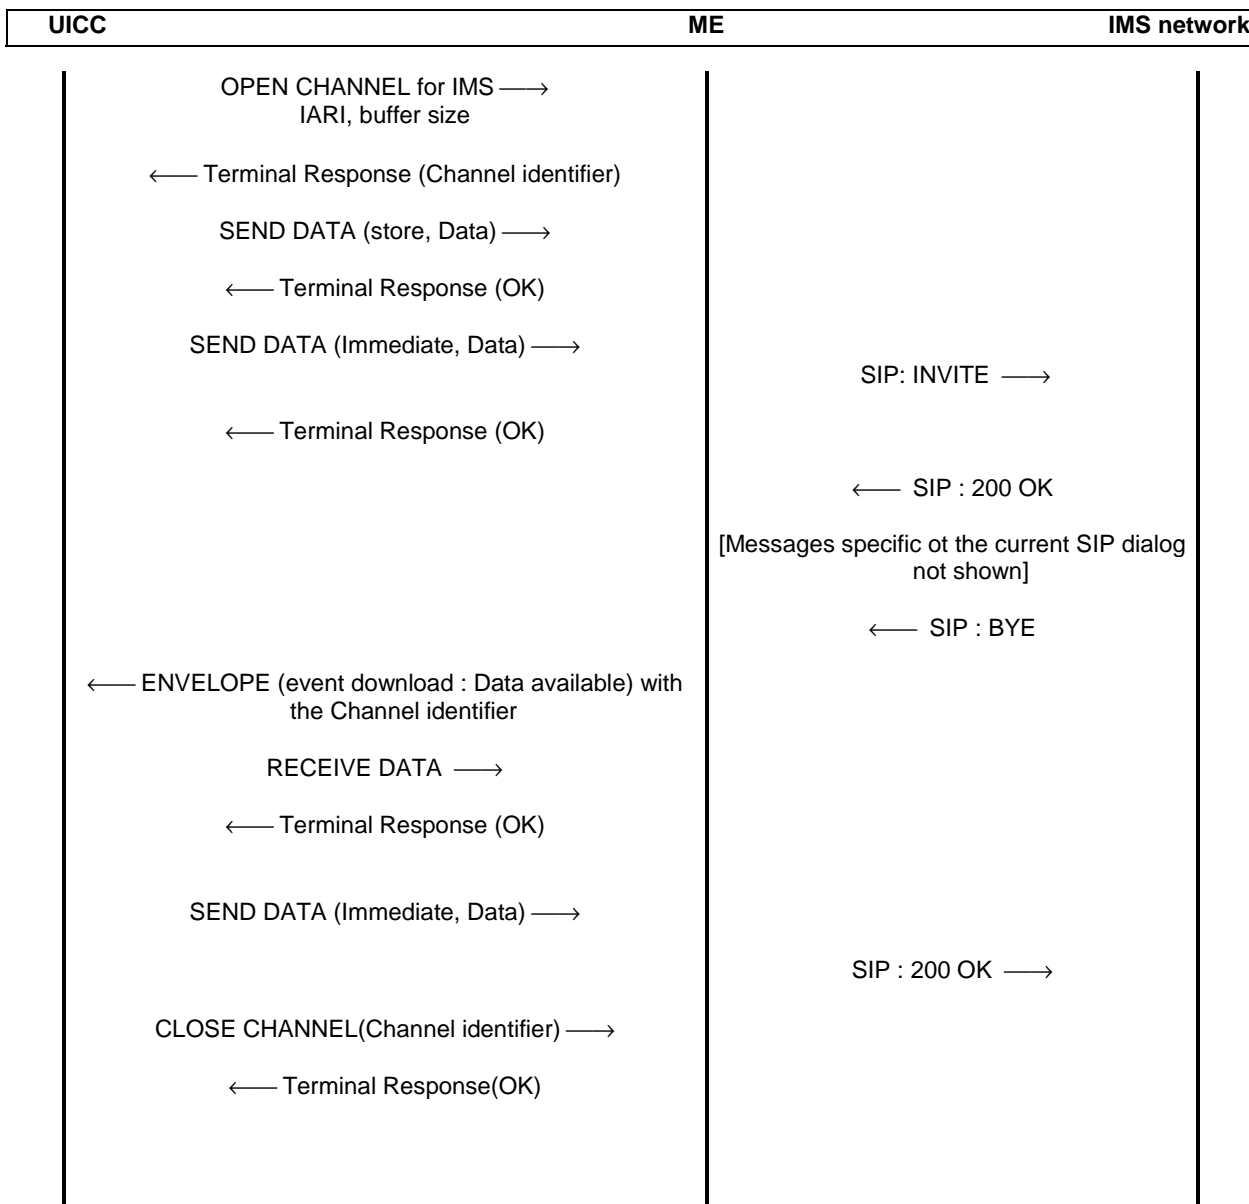 UICC ME IMS network
OPEN CHANNEL for IMS ⟶
IARI, buffer size
⟵ Terminal Response (Channel identifier)
SEND DATA (store, Data) ⟶
⟵ Terminal Response (OK)
SEND DATA (Immediate, Data) ⟶
SIP: INVITE ⟶
⟵ Terminal Response (OK)
⟵ SIP : 200 OK
[Messages specific ot the current SIP dialog
not shown]
⟵ SIP : BYE
⟵ ENVELOPE (event download : Data available) with
the Channel identifier
RECEIVE DATA ⟶
⟵ Terminal Response (OK)
SEND DATA (Immediate, Data) ⟶
SIP : 200 OK ⟶
CLOSE CHANNEL(Channel identifier) ⟶
⟵ Terminal Response(OK)